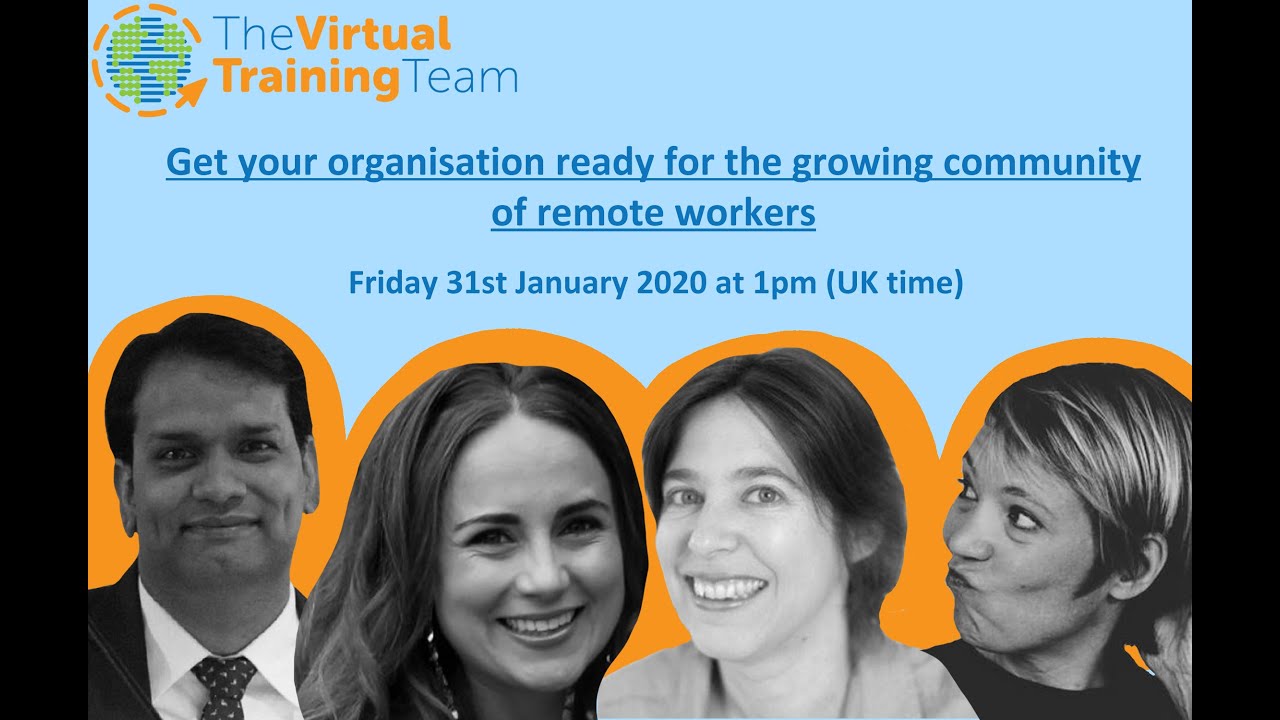 TheVirtual
TrainingTeam
Get your organisation ready for the growing community
of remote workers
Friday 31st January 2020 at 1pm (UK time)